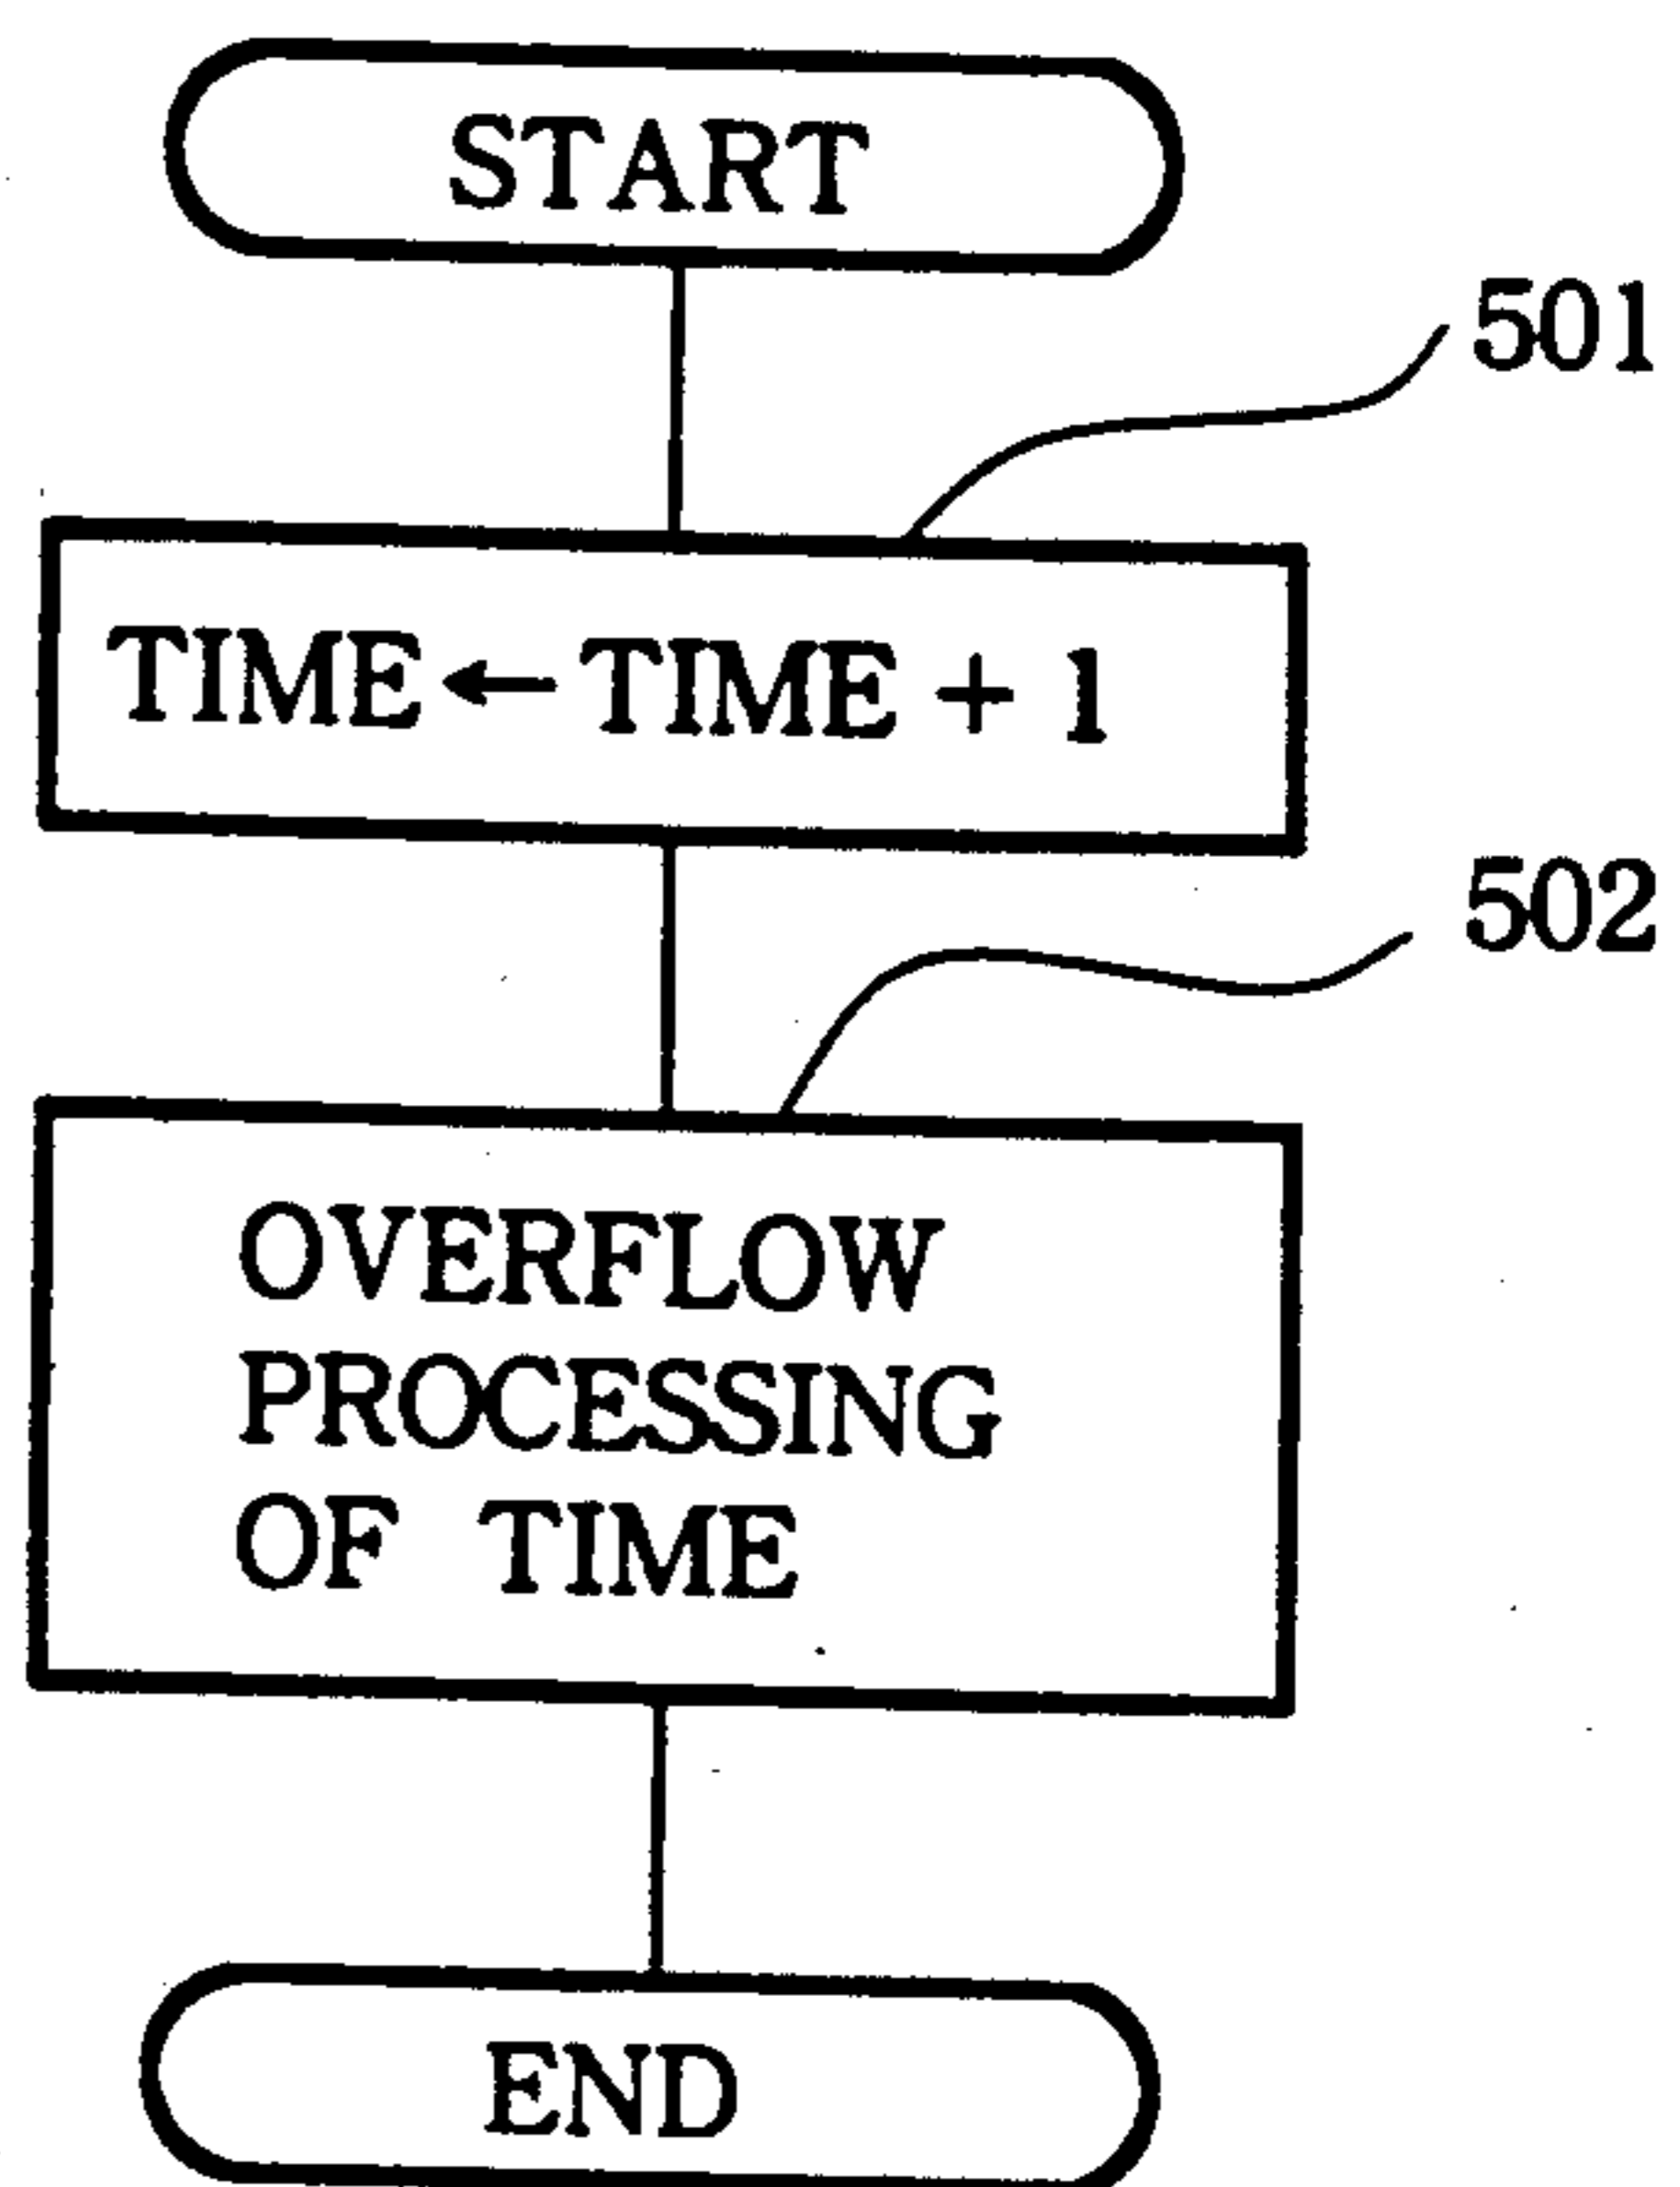 START
501
TIME ← TIME + 1
502
OVERFLOW
PROCESSING
OF TIME
END